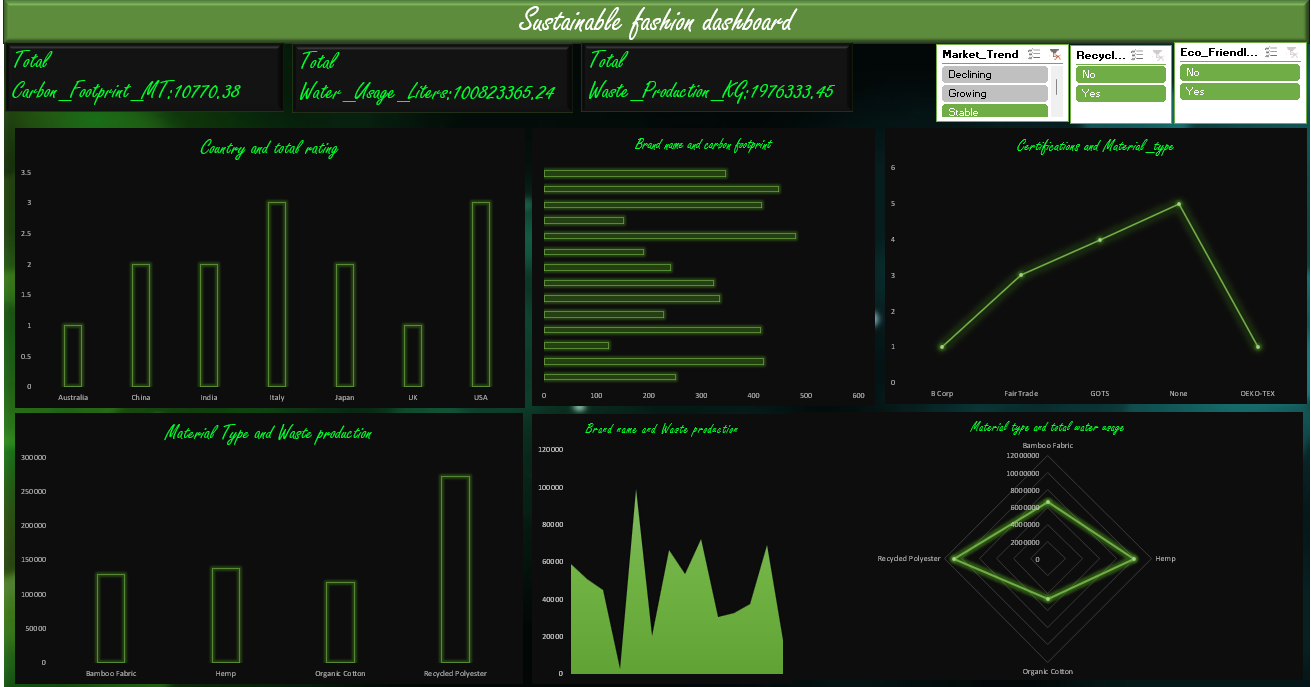 Sustainable fashion dashboard
Total
Carbon_Footprint_MT:10770.38
Total
Water_Usage_Liters:100823365.24
Total
Waste_Production_KG:1976333.45
Market_Trend
Declining
Growing
Stable
Recycl...
No
Yes
Eco_Friendl...
No
Yes
Country and total rating
3.5
3
2.5
2
1.5
1
0.5
0
Australia China India Italy Japan UK USA
Brand name and carbon footprint
0 100 200 300 400 500 600
Certifications and Material_type
6
5
4
3
2
1
0
B Corp Fair Trade GOTS None OEKO-TEX
Material Type and Waste production
300000
250000
200000
150000
100000
50000
0
Bamboo Fabric Hemp Organic Cotton Recycled Polyester
Brand name and Waste production
120000
100000
80000
60000
40000
20000
0
Material type and total water usage
Bamboo Fabric
12000000
10000000
8000000
6000000
4000000
2000000
0
Recycled Polyester
Hemp
Organic Cotton